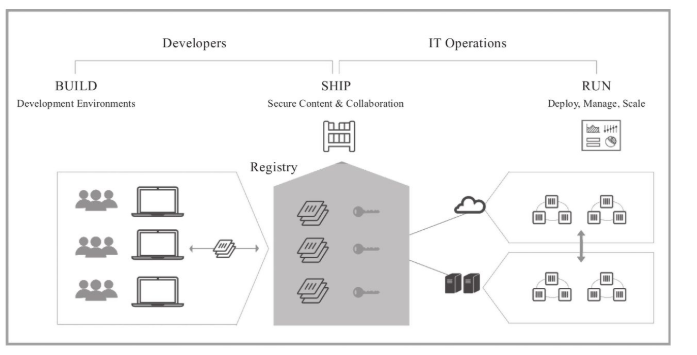 Developers
IT Operations
BUILD
Development Environments
SHIP
Secure Content & Collaboration
RUN
Deploy, Manage, Scale
Registry